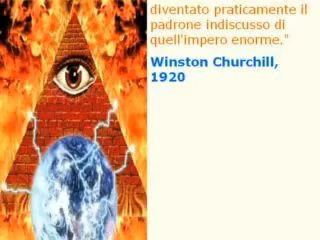 diventato praticamente il
padrone indiscusso di
quell'impero enorme,"
Winston Churchill,
1920